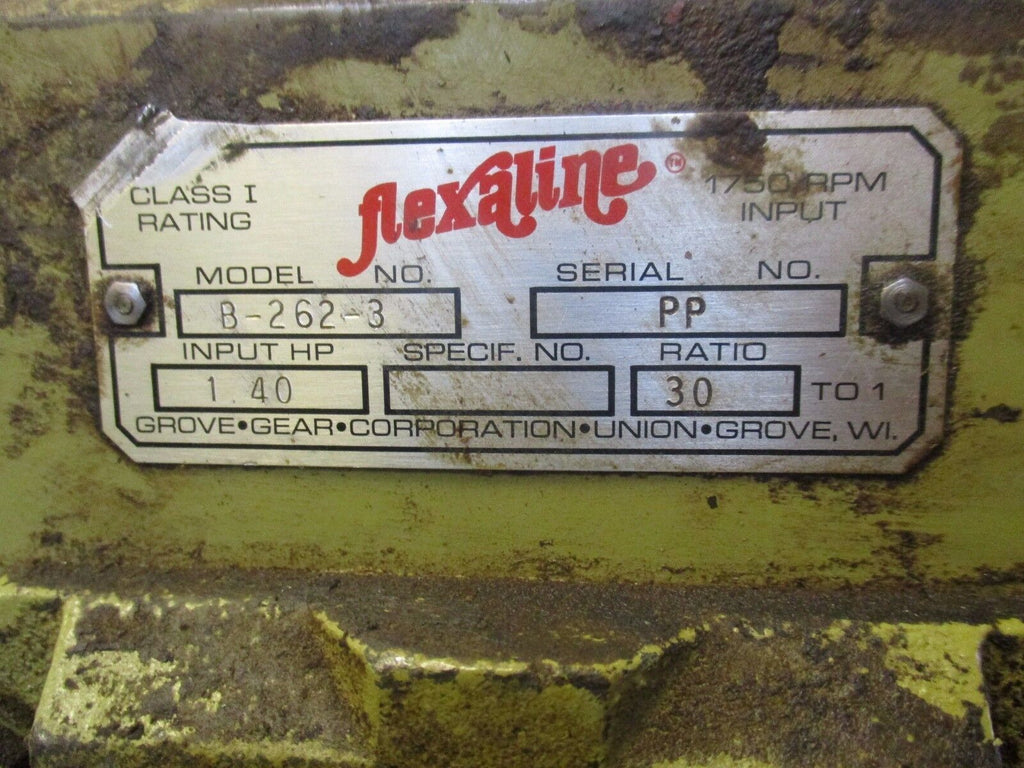 CLASS I
RATING
flexaline ™
1750 RPM
INPUT
MODEL NO.
SERIAL NO.
B-262-3
PP
INPUT HP
SPECIF. NO.
RATIO
1.40
30
TO 1
GROVE•GEAR•CORPORATION•UNION•GROVE, WI.